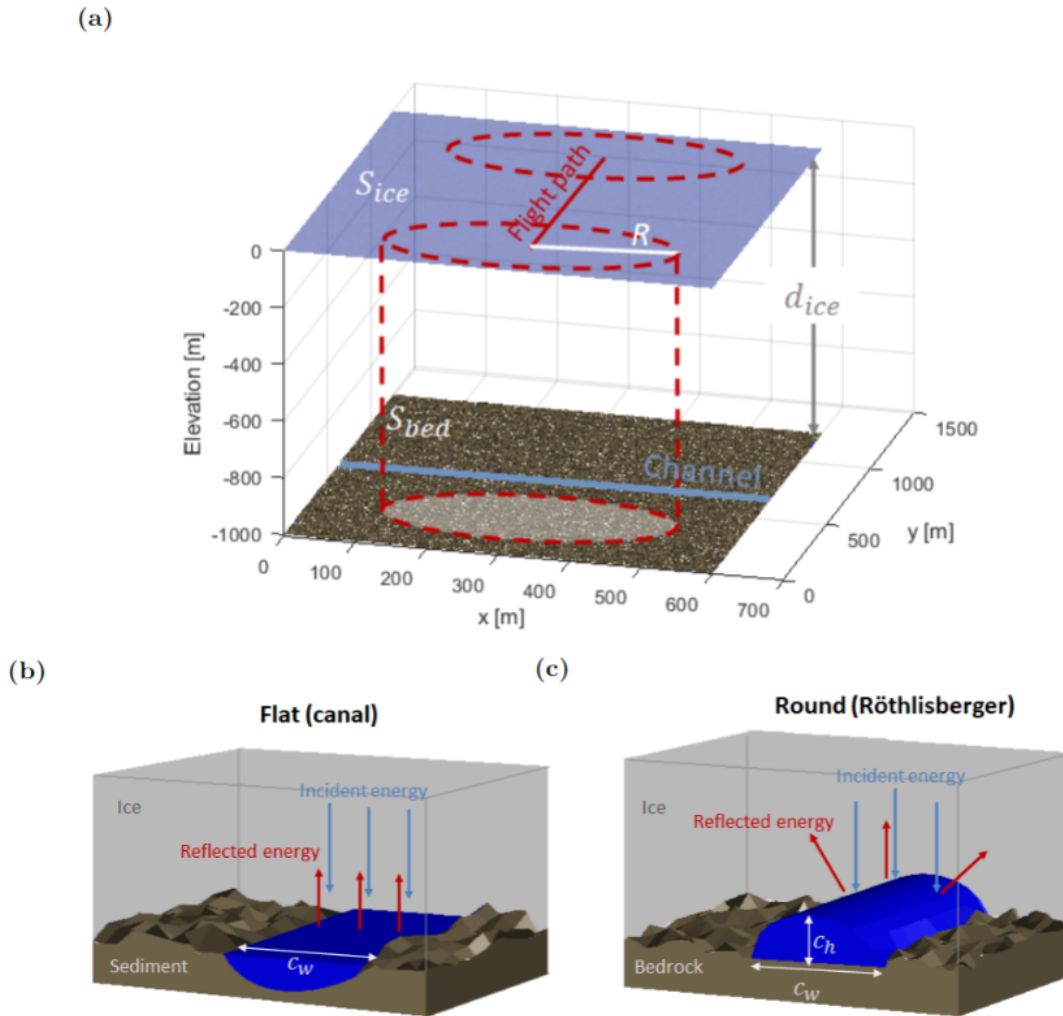 (a)
S_ice
Flight path
R
d_ice
0
-200
-400
-600
-800
-1000
Elevation [m]
S_bed
Channel
0
100
200
300
400
500
600
700
x [m]
0
500
1000
1500
y [m]
(b)
Flat (canal)
Ice
Incident energy
Reflected energy
Sediment
c_w
(c)
Round (Röthlisberger)
Ice
Incident energy
Reflected energy
Bedrock
c_h
c_w